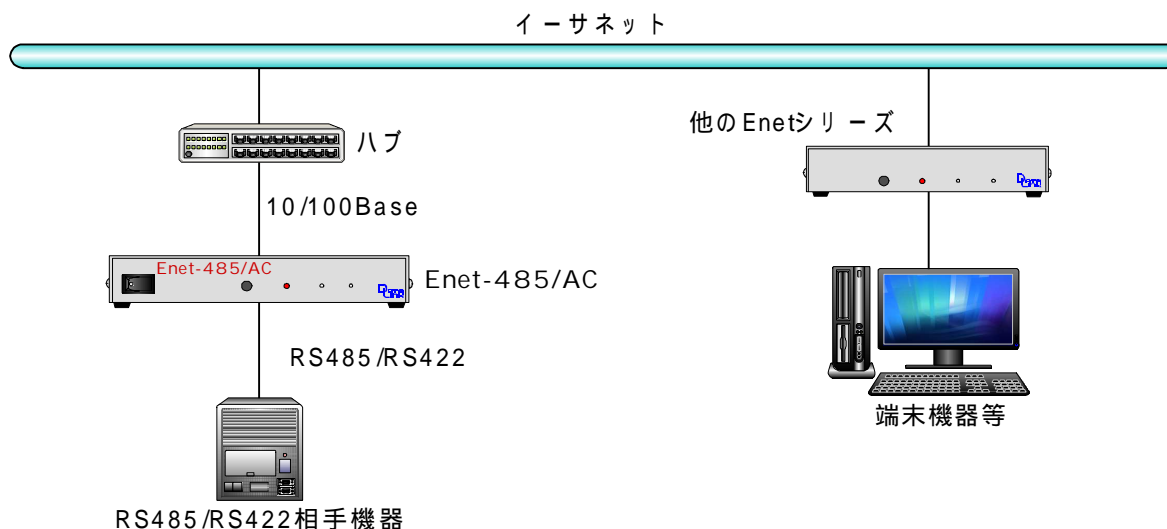 イーサネット
ハブ
他のEnetシリーズ
10/100Base
Enet-485/AC
Enet-485/AC
RS485/RS422
端末機器等
RS485/RS422相手機器